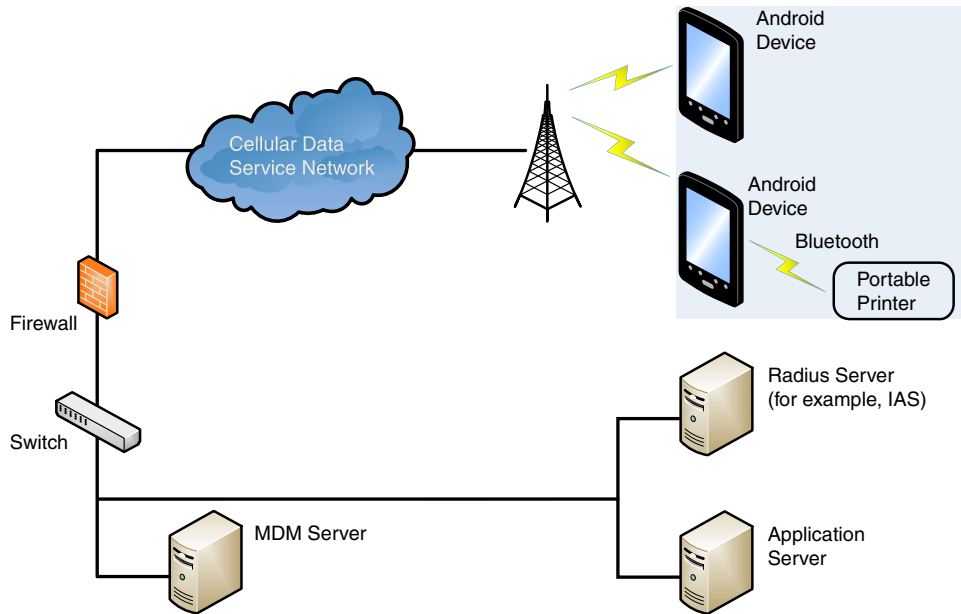 Android
Device
Cellular Data
Service Network
Android
Device
Bluetooth
Portable
Printer
Firewall
Radius Server
(for example, IAS)
Switch
MDM Server
Application
Server